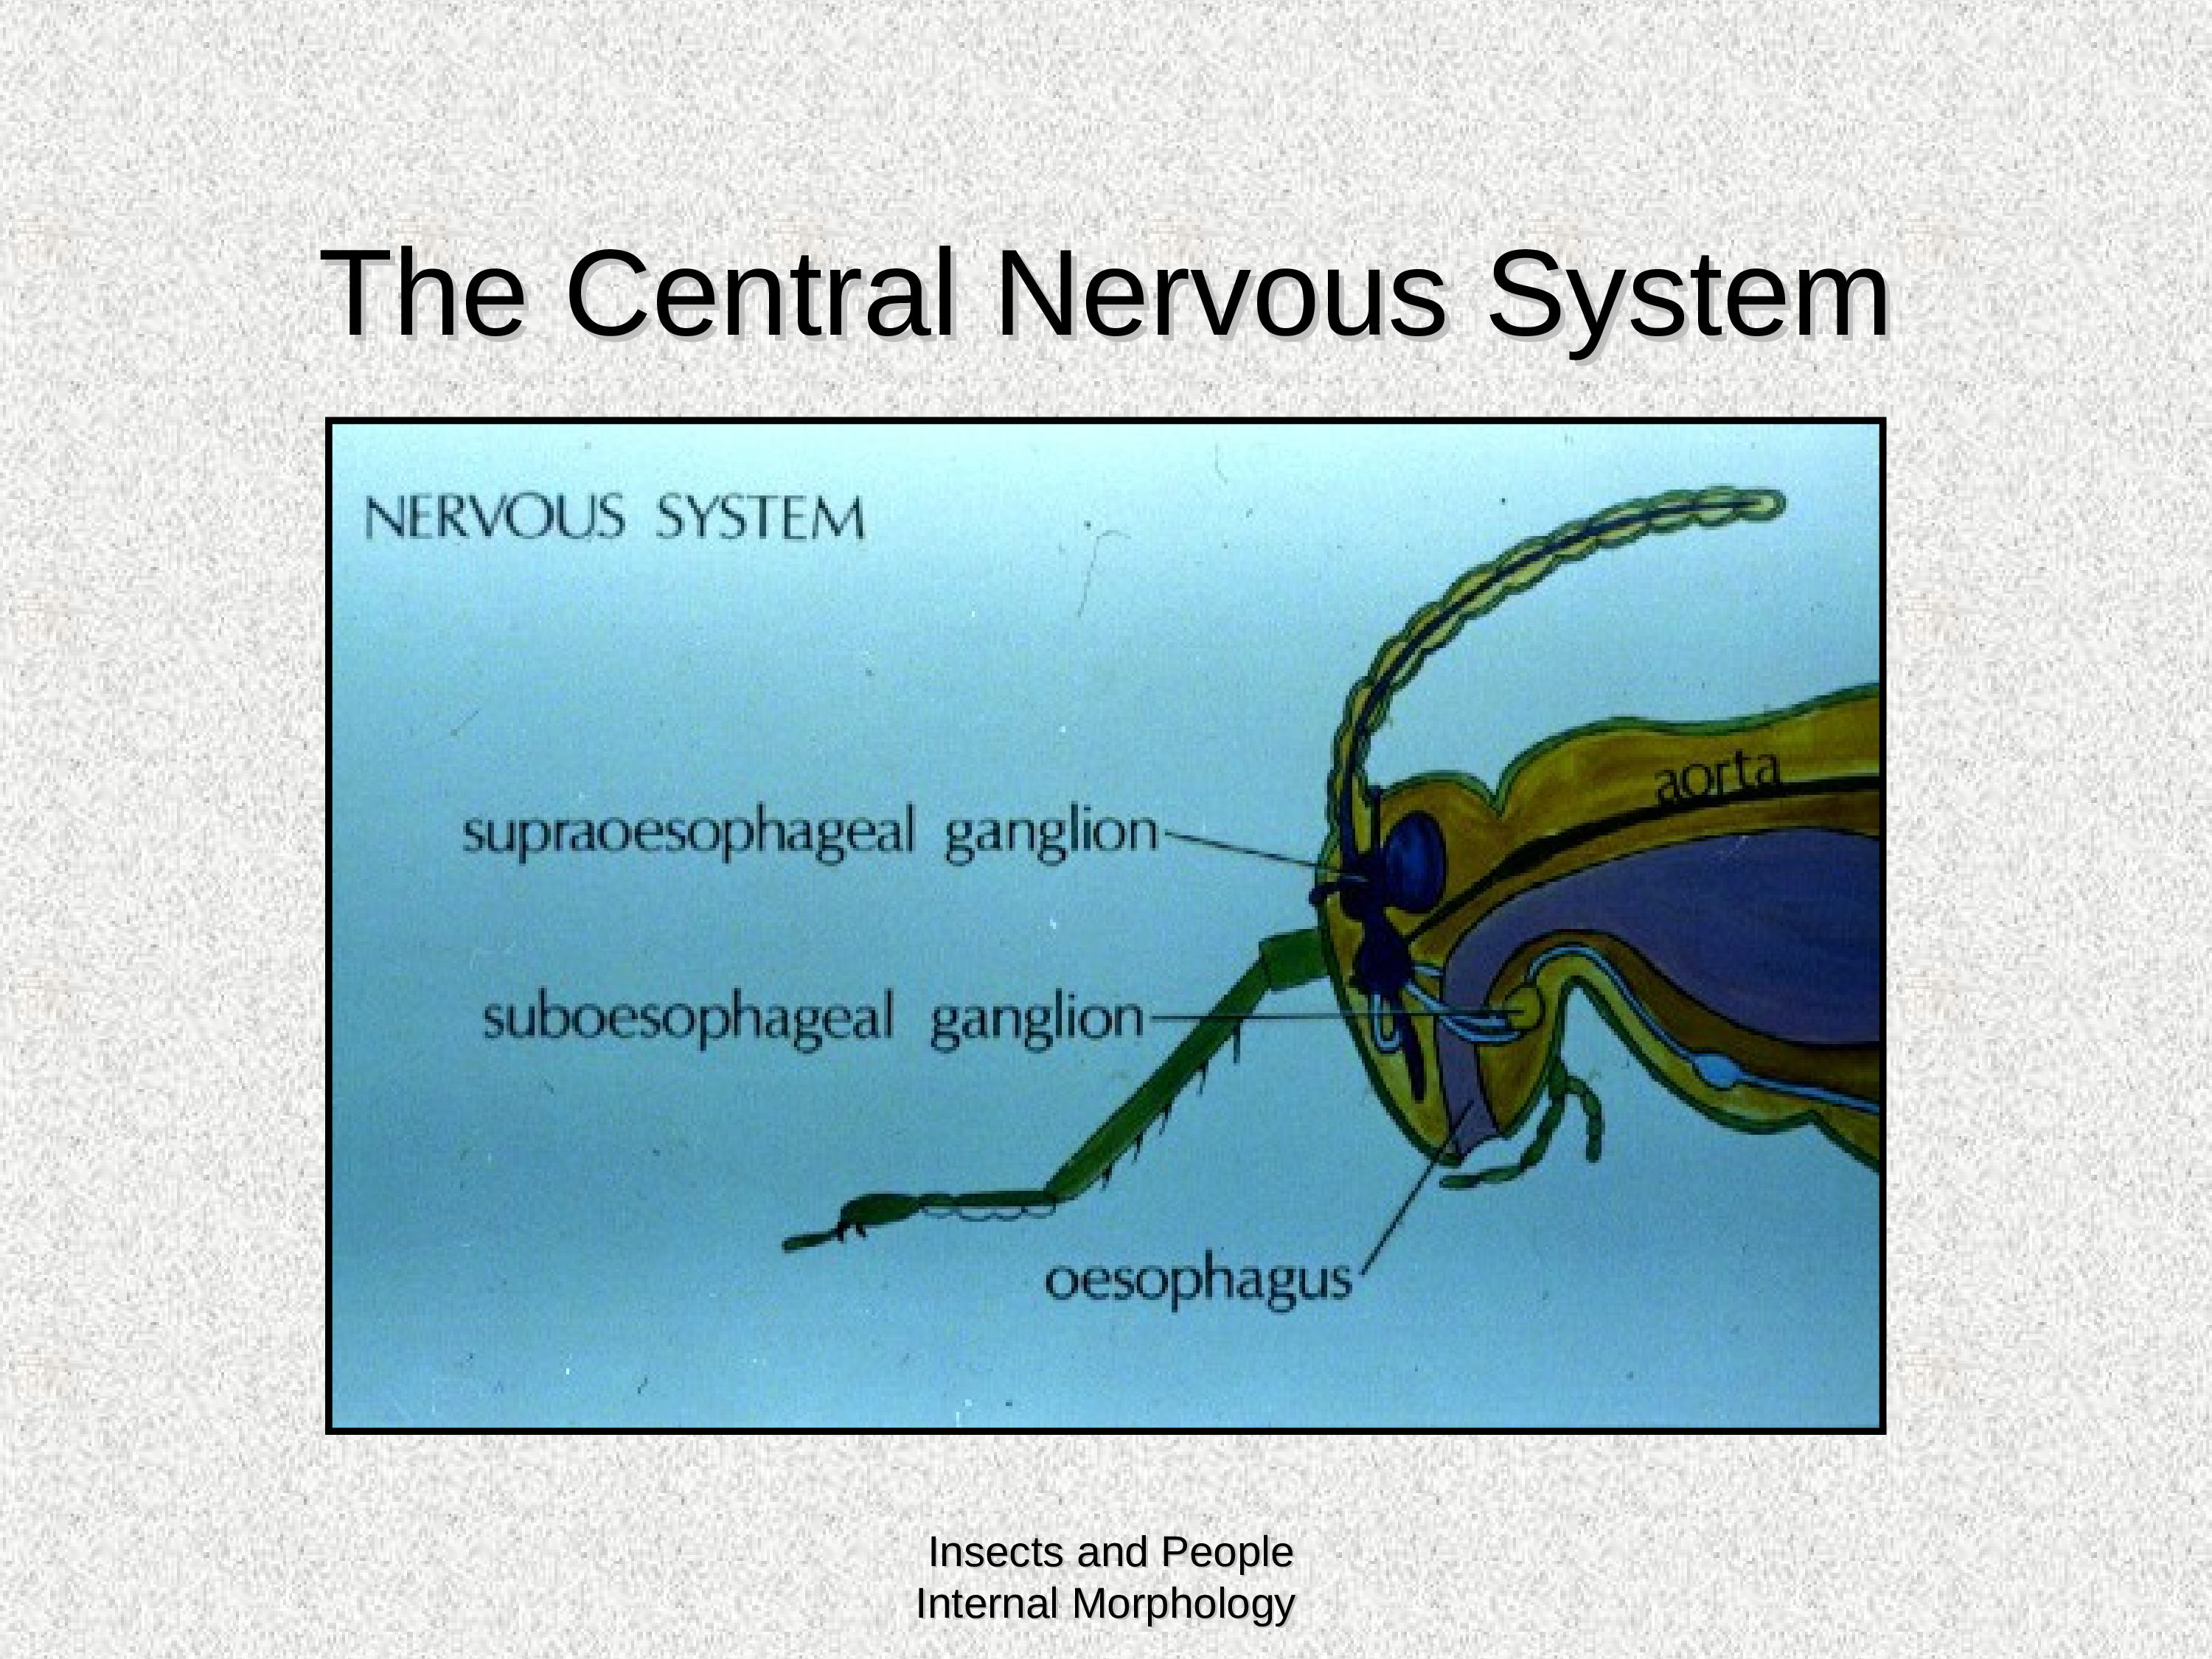 The Central Nervous System
NERVOUS SYSTEM
aorta
supraoesophageal ganglion
suboesophageal ganglion
oesophagus
Insects and People
Internal Morphology